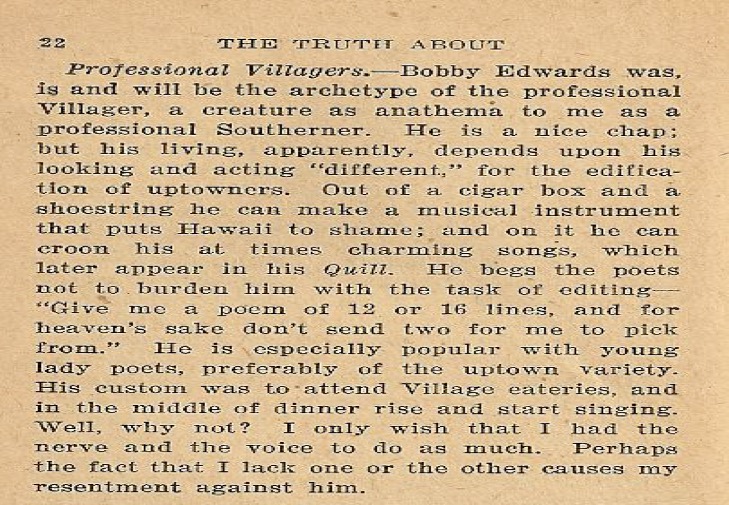 22 THE TRUTH ABOUT
Professional Villagers.—Bobby Edwards was,
is and will be the archetype of the professional
Villager, a creature as anathema to me as a
professional Southerner. He is a nice chap;
but his living, apparently, depends upon his
looking and acting “different,” for the edifica-
tion of uptowners. Out of a cigar box and a
shoestring he can make a musical instrument
that puts Hawaii to shame; and on it he can
croon his at times charming songs, which
later appear in his Quill. He begs the poets
not to burden him with the task of editing—
“Give me a poem of 12 or 16 lines, and for
heaven’s sake don’t send two for me to pick
from.” He is especially popular with young
lady poets, preferably of the uptown variety.
His custom was to attend Village eateries, and
in the middle of dinner rise and start singing.
Well, why not? I only wish that I had the
nerve and the voice to do as much. Perhaps
the fact that I lack one or the other causes my
resentment against him.